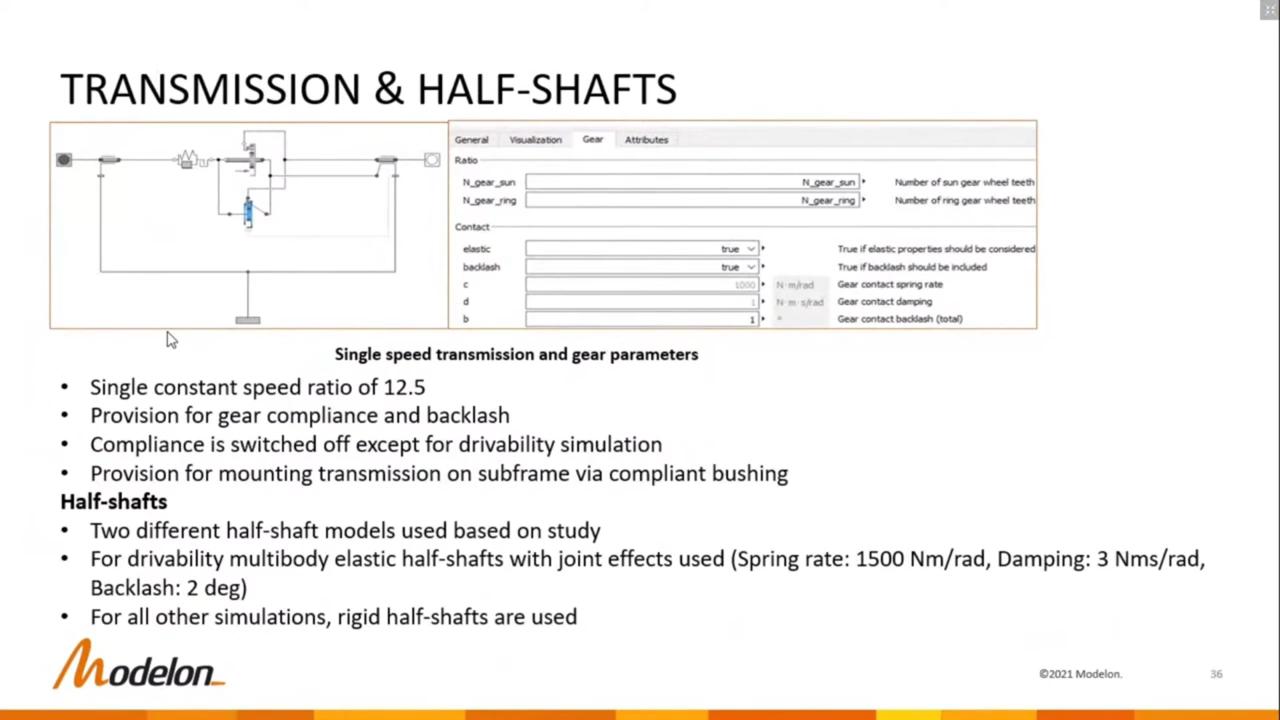 TRANSMISSION & HALF-SHAFTS
General Visualization Gear Attributes
Ratio
N_gear_sun N_gear_sun Number of sun gear wheel teeth
N_gear_ring N_gear_ring Number of ring gear wheel teeth
Contact
elastic true True if elastic properties should be considered
backlash true True if backlash should be included
c 1000 N·m/rad Gear contact spring rate
d 1 N·m·s/rad Gear contact damping
b 1 ° Gear contact backlash (total)
Single speed transmission and gear parameters
• Single constant speed ratio of 12.5
• Provision for gear compliance and backlash
• Compliance is switched off except for drivability simulation
• Provision for mounting transmission on subframe via compliant bushing
Half-shafts
• Two different half-shaft models used based on study
• For drivability multibody elastic half-shafts with joint effects used (Spring rate: 1500 Nm/rad, Damping: 3 Nms/rad,
Backlash: 2 deg)
• For all other simulations, rigid half-shafts are used
Modelon
©2021 Modelon.
36